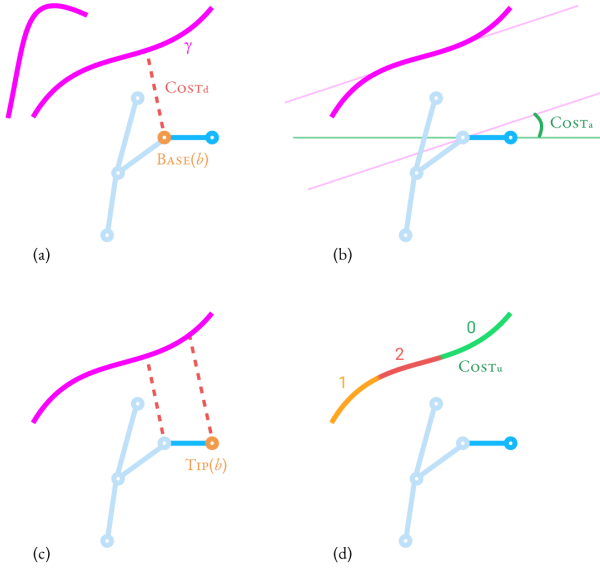 γ
COSTd
BASE(b)
(a)
COSTa
(b)
TIP(b)
(c)
0
2
1
COSTu
(d)